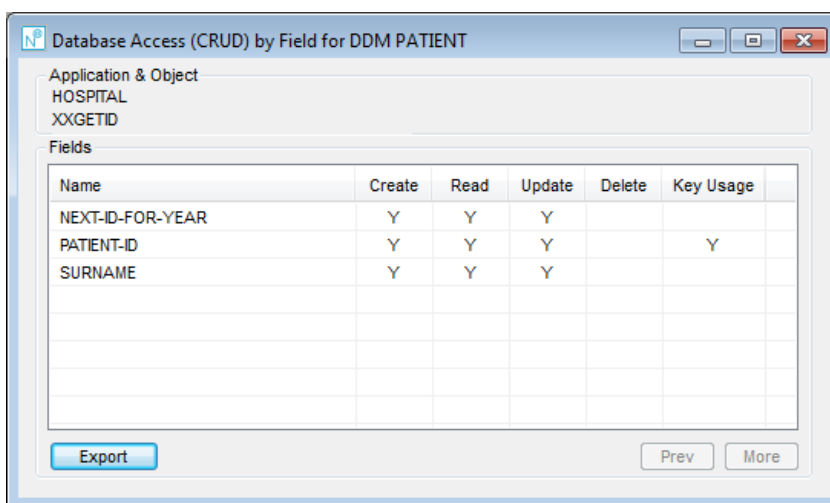 N® Database Access (CRUD) by Field for DDM PATIENT
Application & Object
HOSPITAL
XXGETID
Fields
Name Create Read Update Delete Key Usage
NEXT-ID-FOR-YEAR Y Y Y
PATIENT-ID Y Y Y Y
SURNAME Y Y Y
Export Prev More